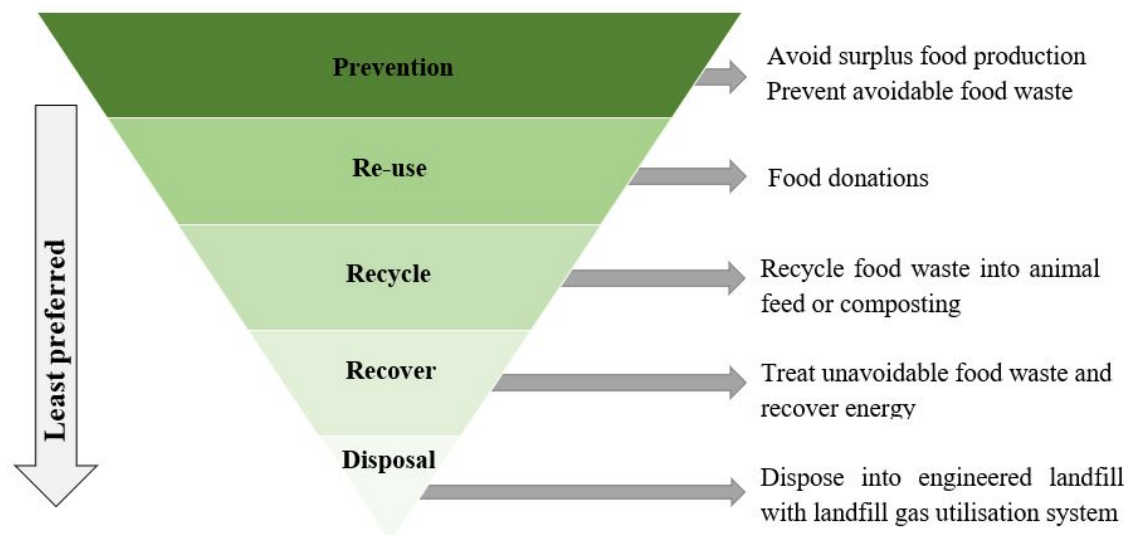 Prevention
Avoid surplus food production
Prevent avoidable food waste
Re-use
Food donations
Recycle
Recycle food waste into animal
feed or composting
Recover
Treat unavoidable food waste and
recover energy
Disposal
Dispose into engineered landfill
with landfill gas utilisation system
Least preferred